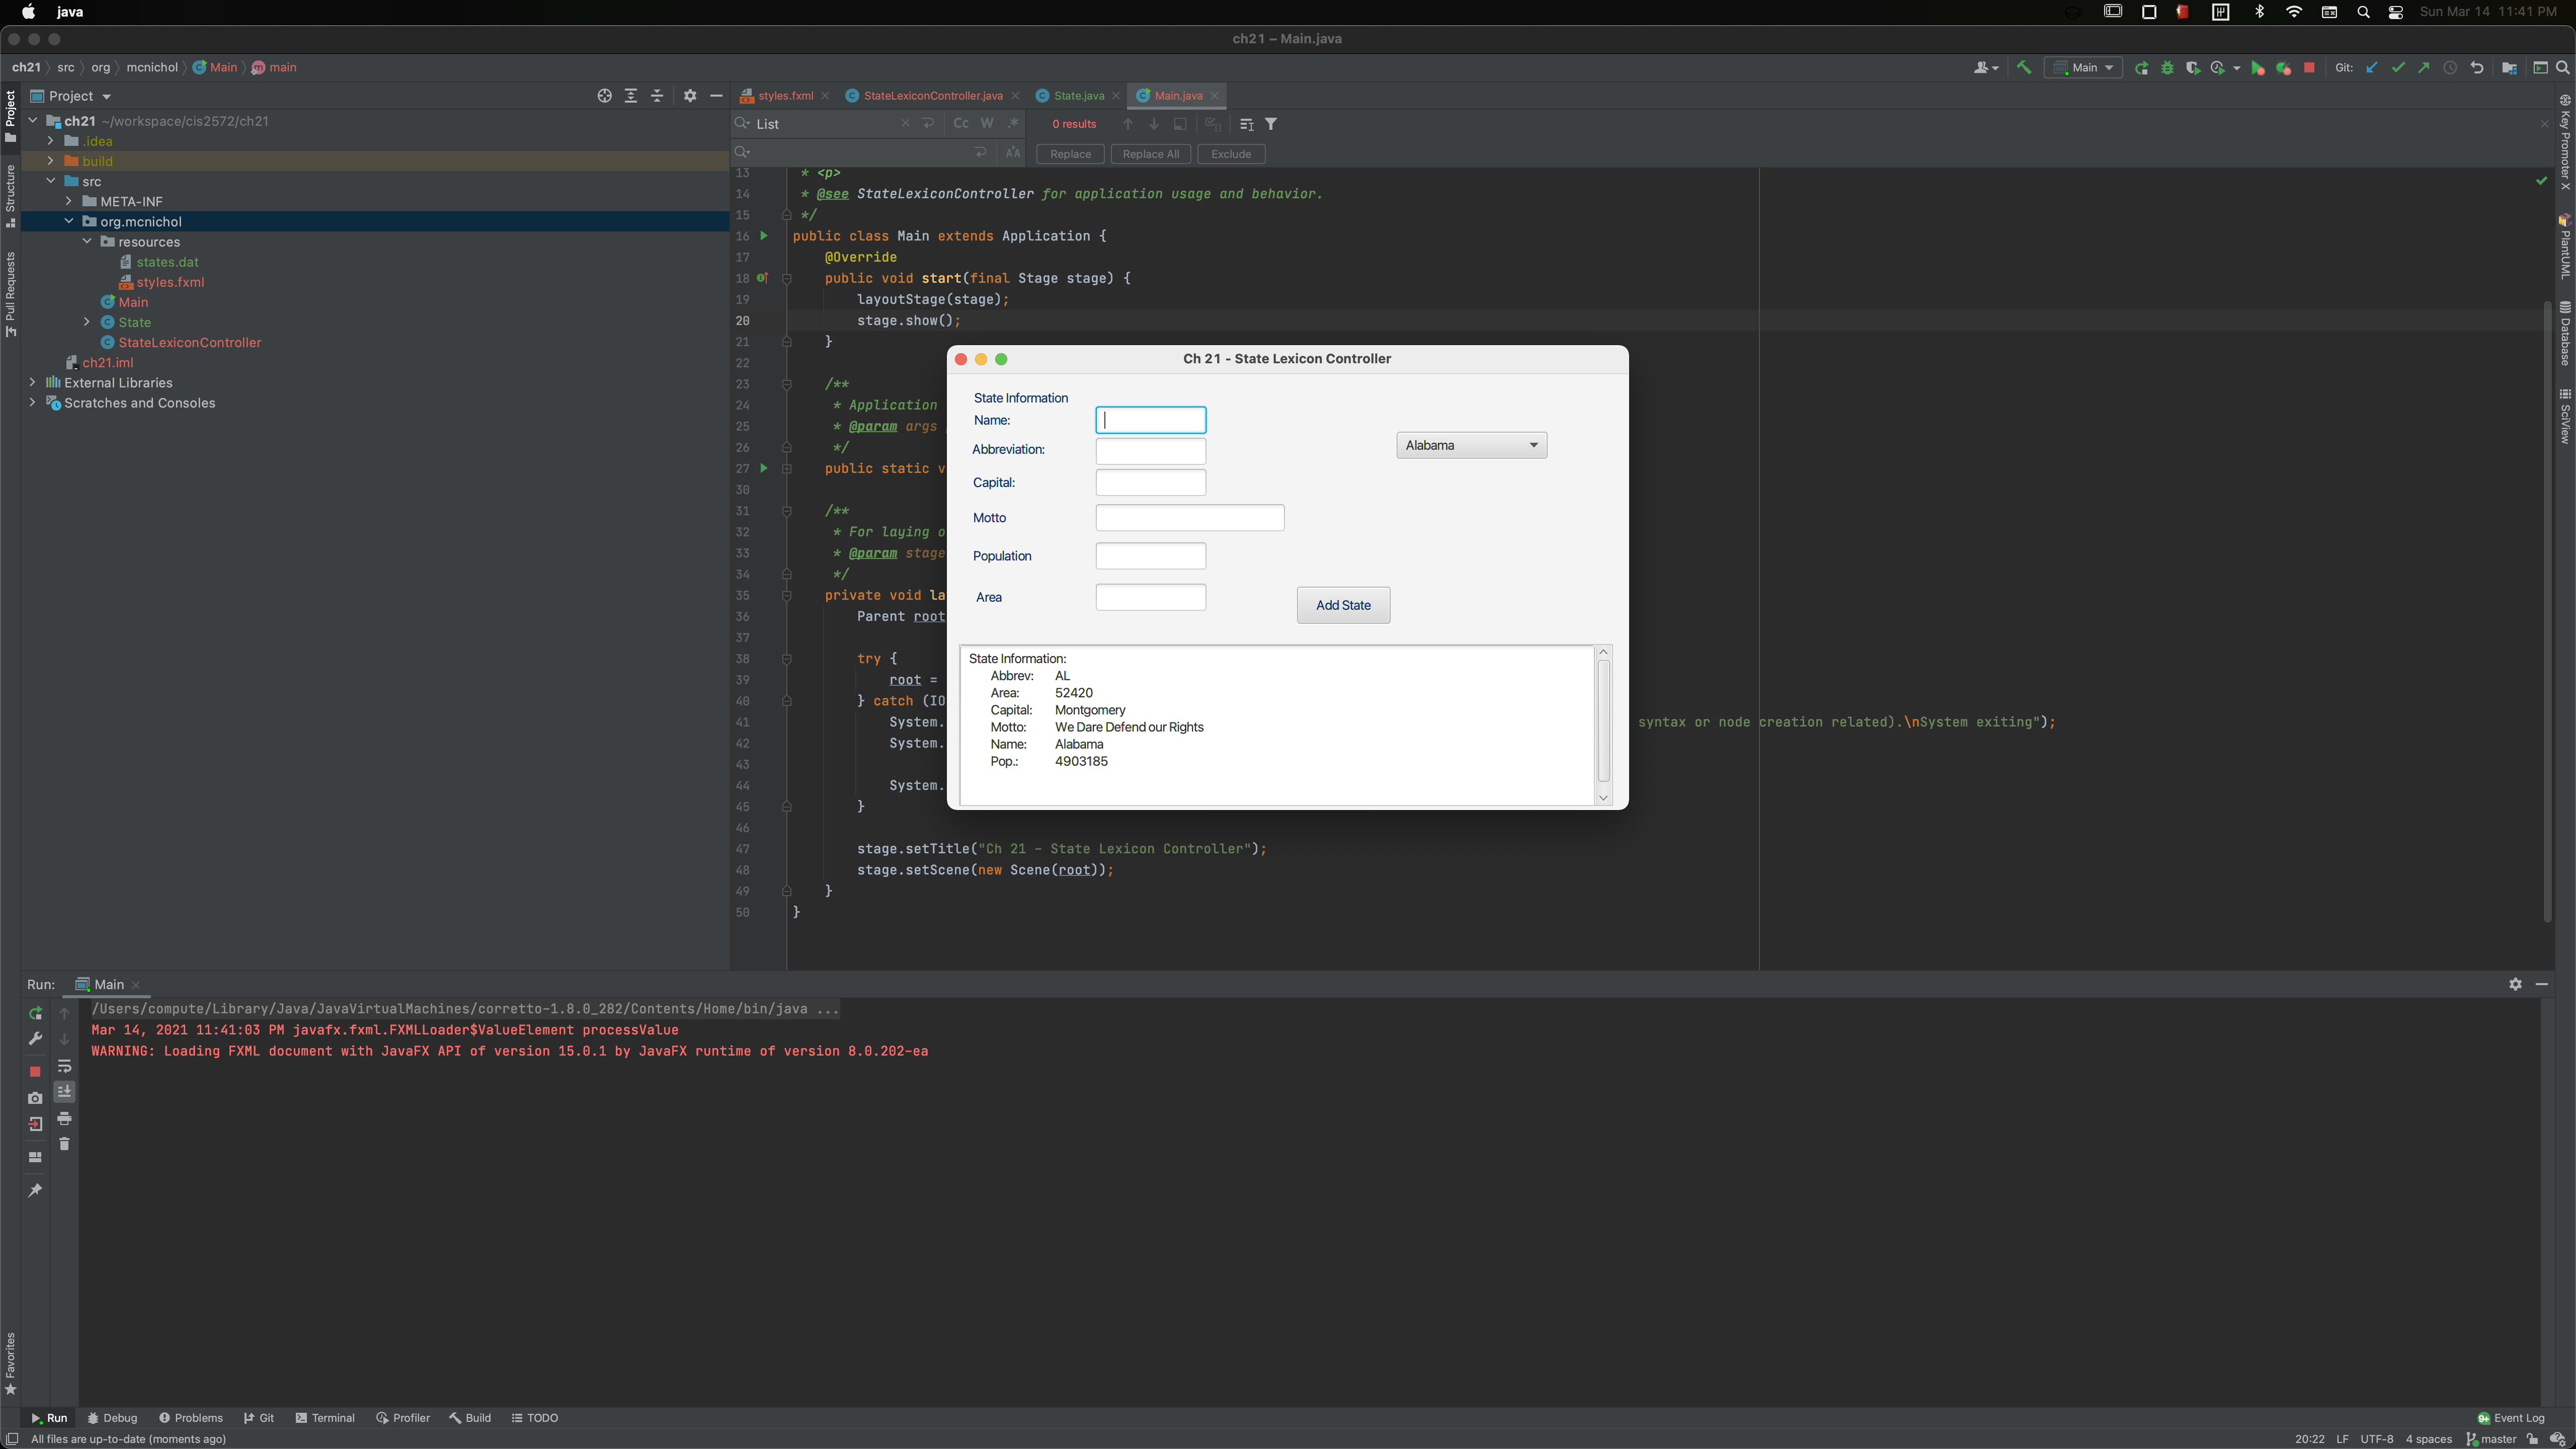 java
Sun Mar 14 11:41 PM
ch21 – Main.java
ch21 src org mcnichol Main main
Main Git:
Project
styles.fxml StateLexiconController.java State.java Main.java
List Cc W .* 0 results
Replace Replace All Exclude
ch21 ~/workspace/cis2572/ch21
.idea
build
src
META-INF
org.mcnichol
resources
states.dat
styles.fxml
Main
State
StateLexiconController
ch21.iml
External Libraries
Scratches and Consoles
Project
Structure
Pull Requests
Favorites
13 * <p>
14 * @see StateLexiconController for application usage and behavior.
15 */
16 public class Main extends Application {
17 @Override
18 public void start(final Stage stage) {
19 layoutStage(stage);
20 stage.show();
21 }
22
23 /**
24 * Application
25 * @param args
26 */
27 public static v
30
31 /**
32 * For laying o
33 * @param stage
34 */
35 private void la
36 Parent root
37
38 try {
39 root =
40 } catch (IO
41 System. syntax or node creation related).\nSystem exiting");
42 System.
43
44 System.
45 }
46
47 stage.setTitle("Ch 21 - State Lexicon Controller");
48 stage.setScene(new Scene(root));
49 }
50 }
Ch 21 - State Lexicon Controller
State Information
Name:
Abbreviation:
Alabama
Capital:
Motto
Population
Area
Add State
State Information:
Abbrev: AL
Area: 52420
Capital: Montgomery
Motto: We Dare Defend our Rights
Name: Alabama
Pop.: 4903185
Key Promoter X
PlantUML
Database
SciView
Run: Main
/Users/compute/Library/Java/JavaVirtualMachines/corretto-1.8.0_282/Contents/Home/bin/java ...
Mar 14, 2021 11:41:03 PM javafx.fxml.FXMLLoader$ValueElement processValue
WARNING: Loading FXML document with JavaFX API of version 15.0.1 by JavaFX runtime of version 8.0.202-ea
Run Debug Problems Git Terminal Profiler Build TODO
9+ Event Log
All files are up-to-date (moments ago)
20:22 LF UTF-8 4 spaces master